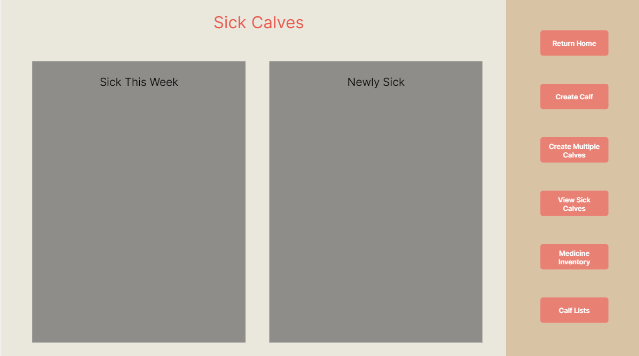 Sick Calves
Sick This Week
Newly Sick
Return Home
Create Calf
Create Multiple
Calves
View Sick
Calves
Medicine
Inventory
Calf Lists